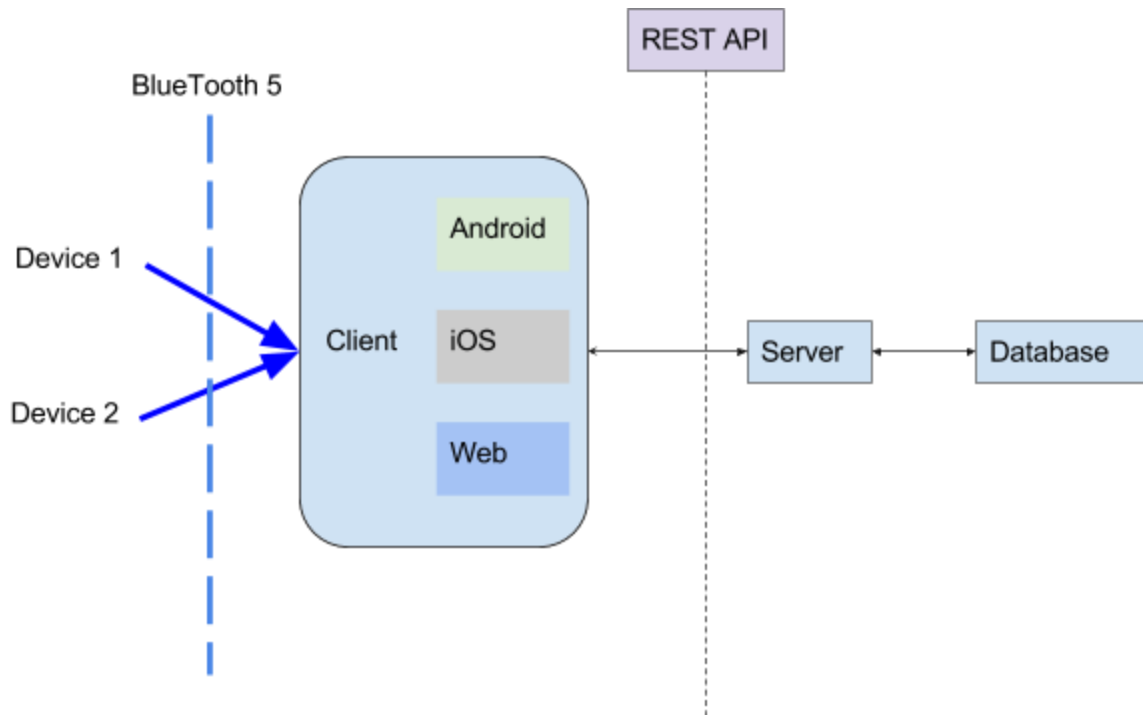 REST API
BlueTooth 5
Android
Device 1
Client
iOS
Server
Database
Device 2
Web